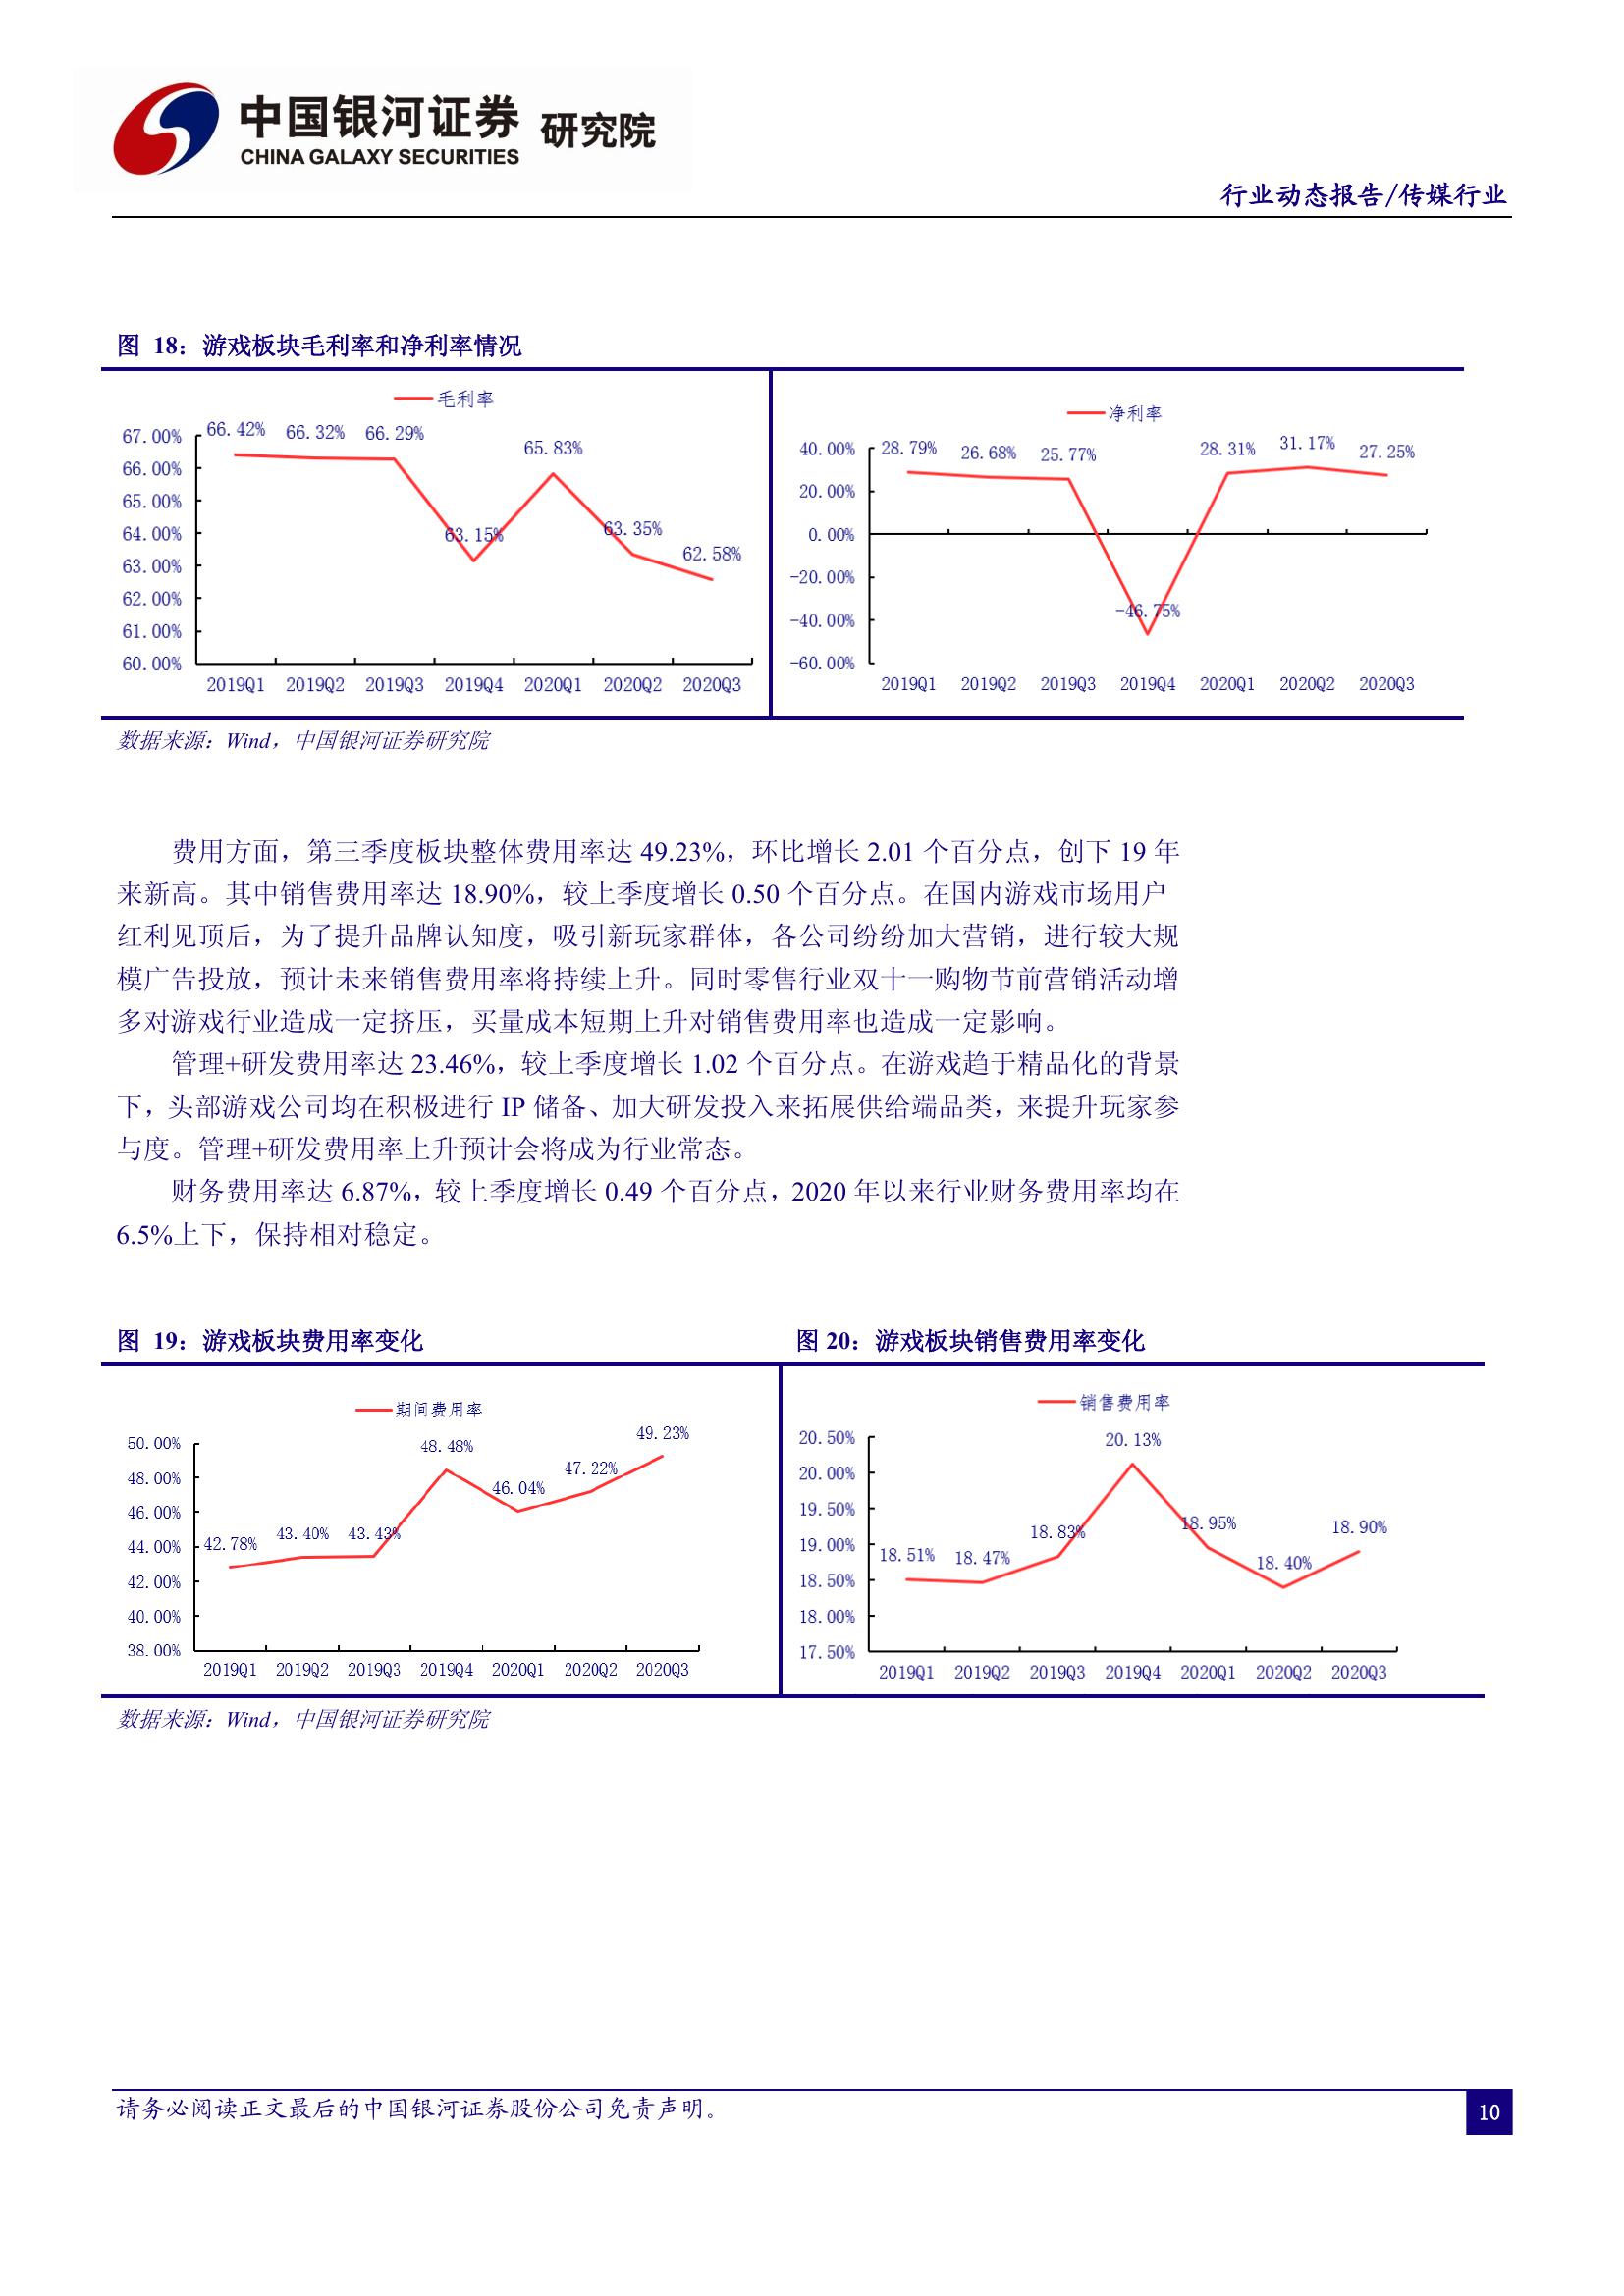 中国银河证券 研究院
CHINA GALAXY SECURITIES
行业动态报告/传媒行业
图 18：游戏板块毛利率和净利率情况
毛利率
67.00%
66.00%
65.00%
64.00%
63.00%
62.00%
61.00%
60.00%
66.42% 66.32% 66.29% 63.15% 65.83% 63.35% 62.58%
2019Q1 2019Q2 2019Q3 2019Q4 2020Q1 2020Q2 2020Q3
净利率
40.00%
20.00%
0.00%
-20.00%
-40.00%
-60.00%
28.79% 26.68% 25.77% -46.75% 28.31% 31.17% 27.25%
2019Q1 2019Q2 2019Q3 2019Q4 2020Q1 2020Q2 2020Q3
数据来源：Wind，中国银河证券研究院
费用方面，第三季度板块整体费用率达 49.23%，环比增长 2.01 个百分点，创下 19 年
来新高。其中销售费用率达 18.90%，较上季度增长 0.50 个百分点。在国内游戏市场用户
红利见顶后，为了提升品牌认知度，吸引新玩家群体，各公司纷纷加大营销，进行较大规
模广告投放，预计未来销售费用率将持续上升。同时零售行业双十一购物节前营销活动增
多对游戏行业造成一定挤压，买量成本短期上升对销售费用率也造成一定影响。
管理+研发费用率达 23.46%，较上季度增长 1.02 个百分点。在游戏趋于精品化的背景
下，头部游戏公司均在积极进行 IP 储备、加大研发投入来拓展供给端品类，来提升玩家参
与度。管理+研发费用率上升预计会将成为行业常态。
财务费用率达 6.87%，较上季度增长 0.49 个百分点，2020 年以来行业财务费用率均在
6.5%上下，保持相对稳定。
图 19：游戏板块费用率变化
期间费用率
50.00%
48.00%
46.00%
44.00%
42.00%
40.00%
38.00%
42.78% 43.40% 43.43% 48.48% 46.04% 47.22% 49.23%
2019Q1 2019Q2 2019Q3 2019Q4 2020Q1 2020Q2 2020Q3
图 20：游戏板块销售费用率变化
销售费用率
20.50%
20.00%
19.50%
19.00%
18.50%
18.00%
17.50%
18.51% 18.47% 18.83% 20.13% 18.95% 18.40% 18.90%
2019Q1 2019Q2 2019Q3 2019Q4 2020Q1 2020Q2 2020Q3
数据来源：Wind，中国银河证券研究院
请务必阅读正文最后的中国银河证券股份公司免责声明。
10